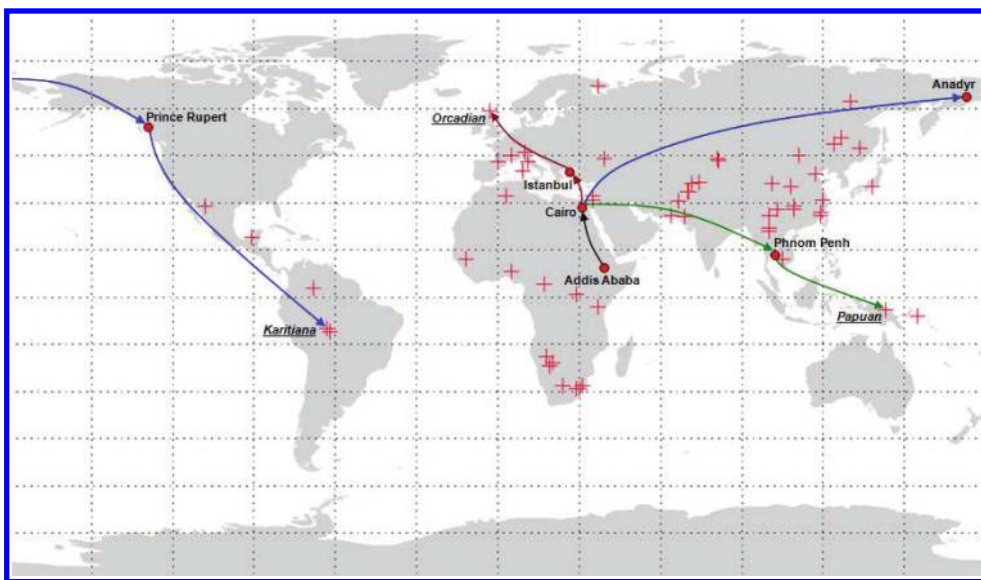 Anadyr
Prince Rupert
Orcadian
Istanbul
Cairo
Phnom Penh
Addis Ababa
Papuan
Karitiana